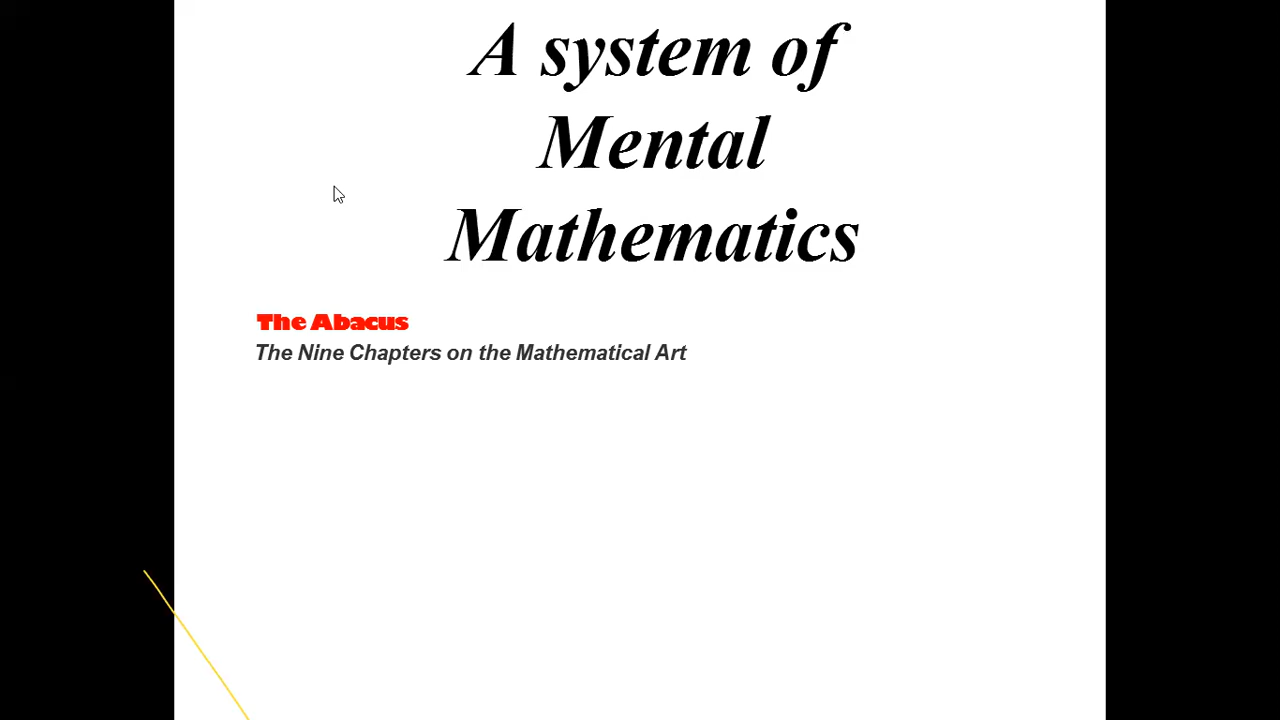 A system of
Mental
Mathematics
The Abacus
The Nine Chapters on the Mathematical Art